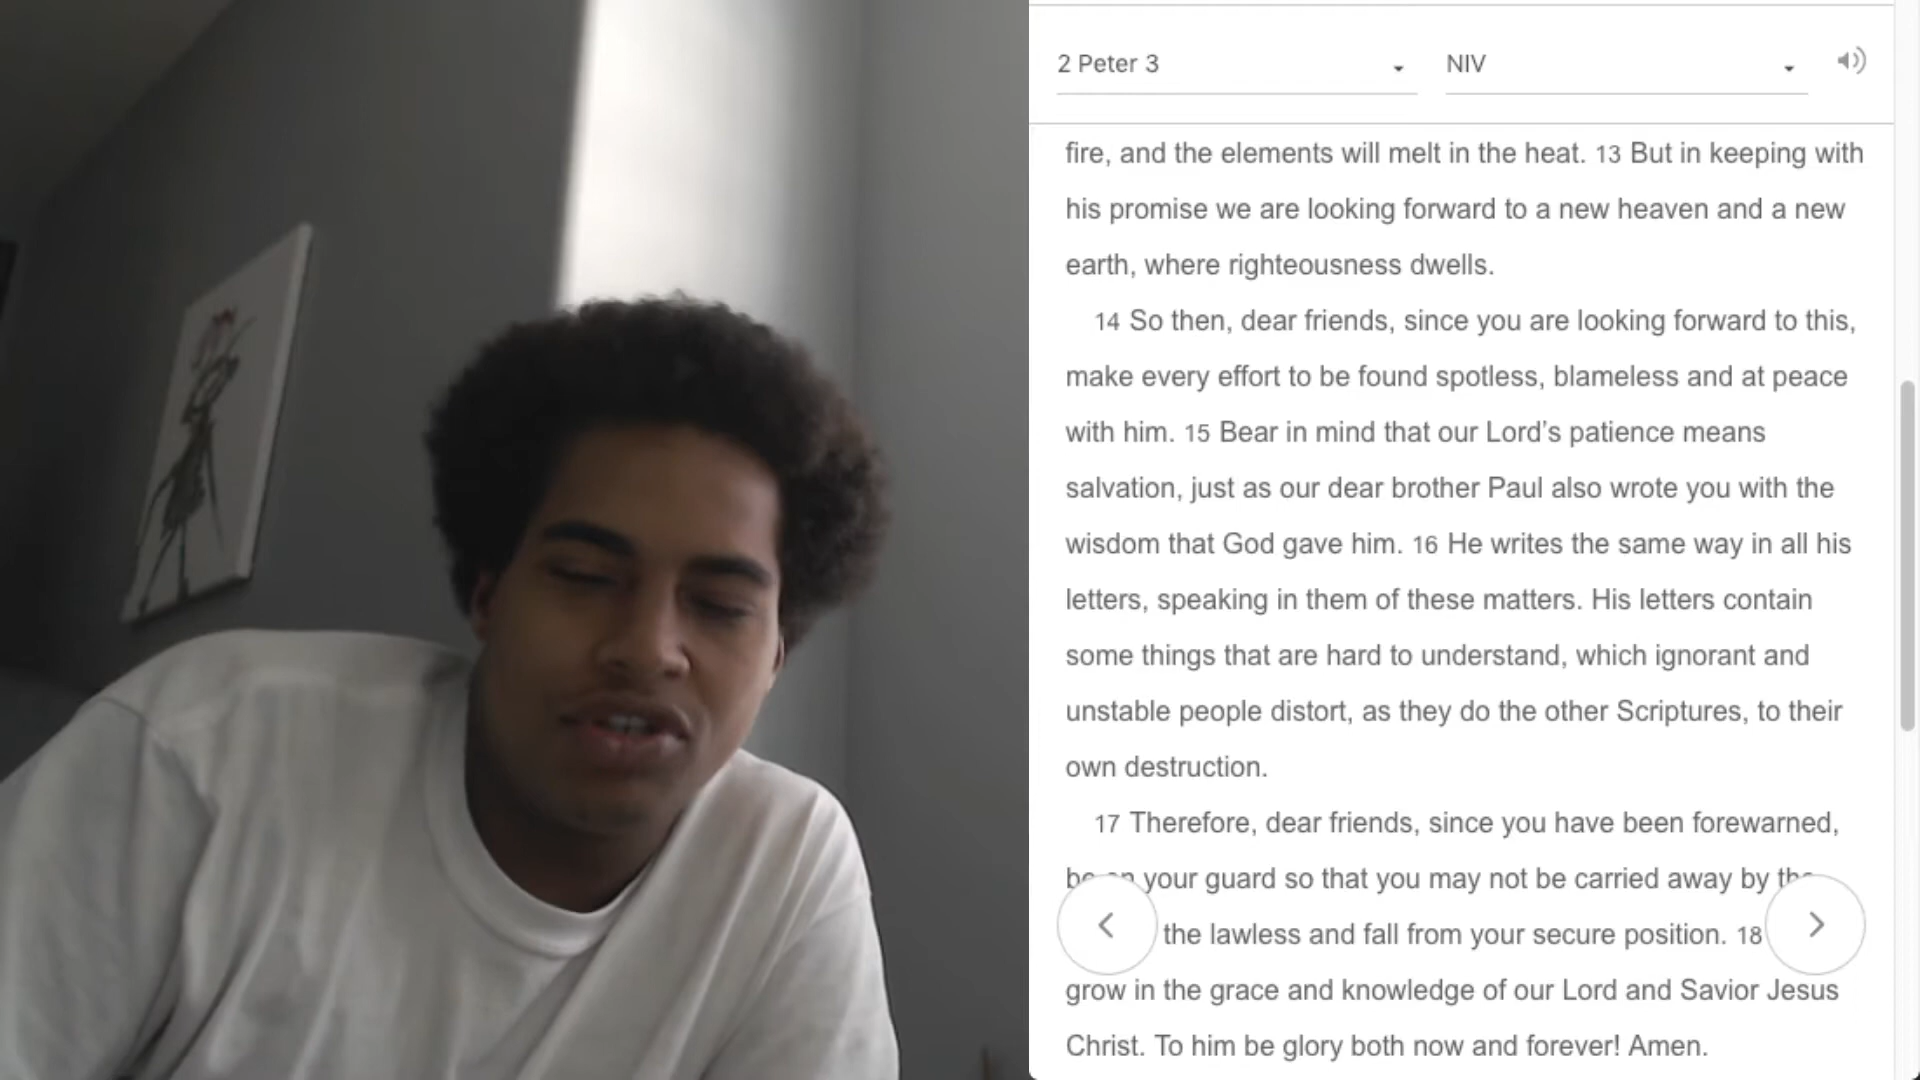 2 Peter 3
NIV
fire, and the elements will melt in the heat. 13 But in keeping with
his promise we are looking forward to a new heaven and a new
earth, where righteousness dwells.
14 So then, dear friends, since you are looking forward to this,
make every effort to be found spotless, blameless and at peace
with him. 15 Bear in mind that our Lord’s patience means
salvation, just as our dear brother Paul also wrote you with the
wisdom that God gave him. 16 He writes the same way in all his
letters, speaking in them of these matters. His letters contain
some things that are hard to understand, which ignorant and
unstable people distort, as they do the other Scriptures, to their
own destruction.
17 Therefore, dear friends, since you have been forewarned,
be on your guard so that you may not be carried away by the
the lawless and fall from your secure position. 18
grow in the grace and knowledge of our Lord and Savior Jesus
Christ. To him be glory both now and forever! Amen.